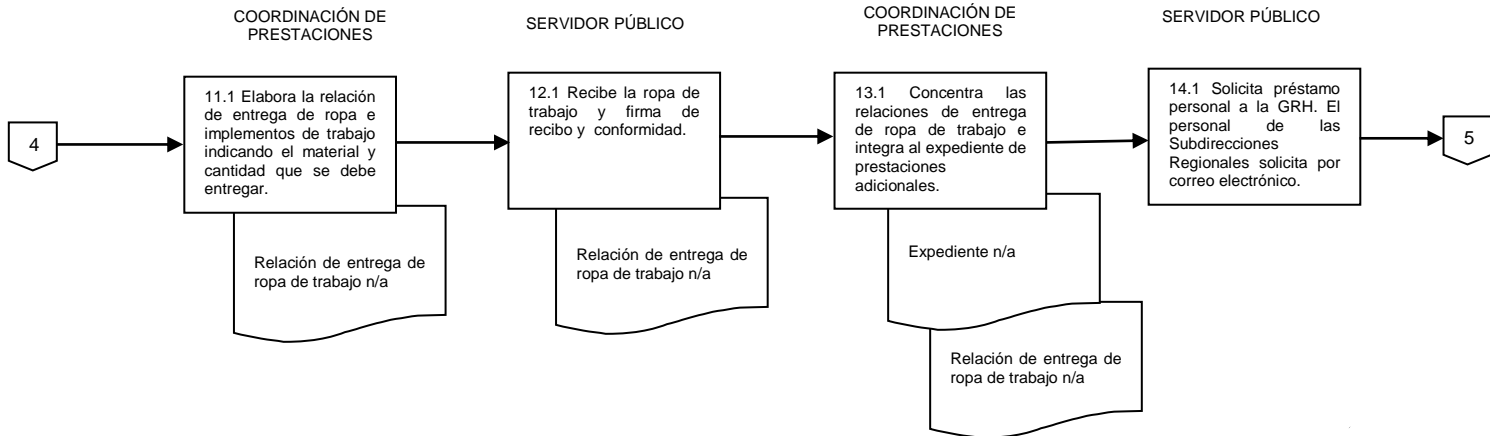 COORDINACIÓN DE
PRESTACIONES
SERVIDOR PÚBLICO
COORDINACIÓN DE
PRESTACIONES
SERVIDOR PÚBLICO
4
11.1 Elabora la relación
de entrega de ropa e
implementos de trabajo
indicando el material y
cantidad que se debe
entregar.
Relación de entrega de
ropa de trabajo n/a
12.1 Recibe la ropa de
trabajo y firma de
recibo y conformidad.
Relación de entrega de
ropa de trabajo n/a
13.1 Concentra las
relaciones de entrega
de ropa de trabajo e
integra al expediente de
prestaciones
adicionales.
Expediente n/a
Relación de entrega de
ropa de trabajo n/a
14.1 Solicita préstamo
personal a la GRH. El
personal de las
Subdirecciones
Regionales solicita por
correo electrónico.
5